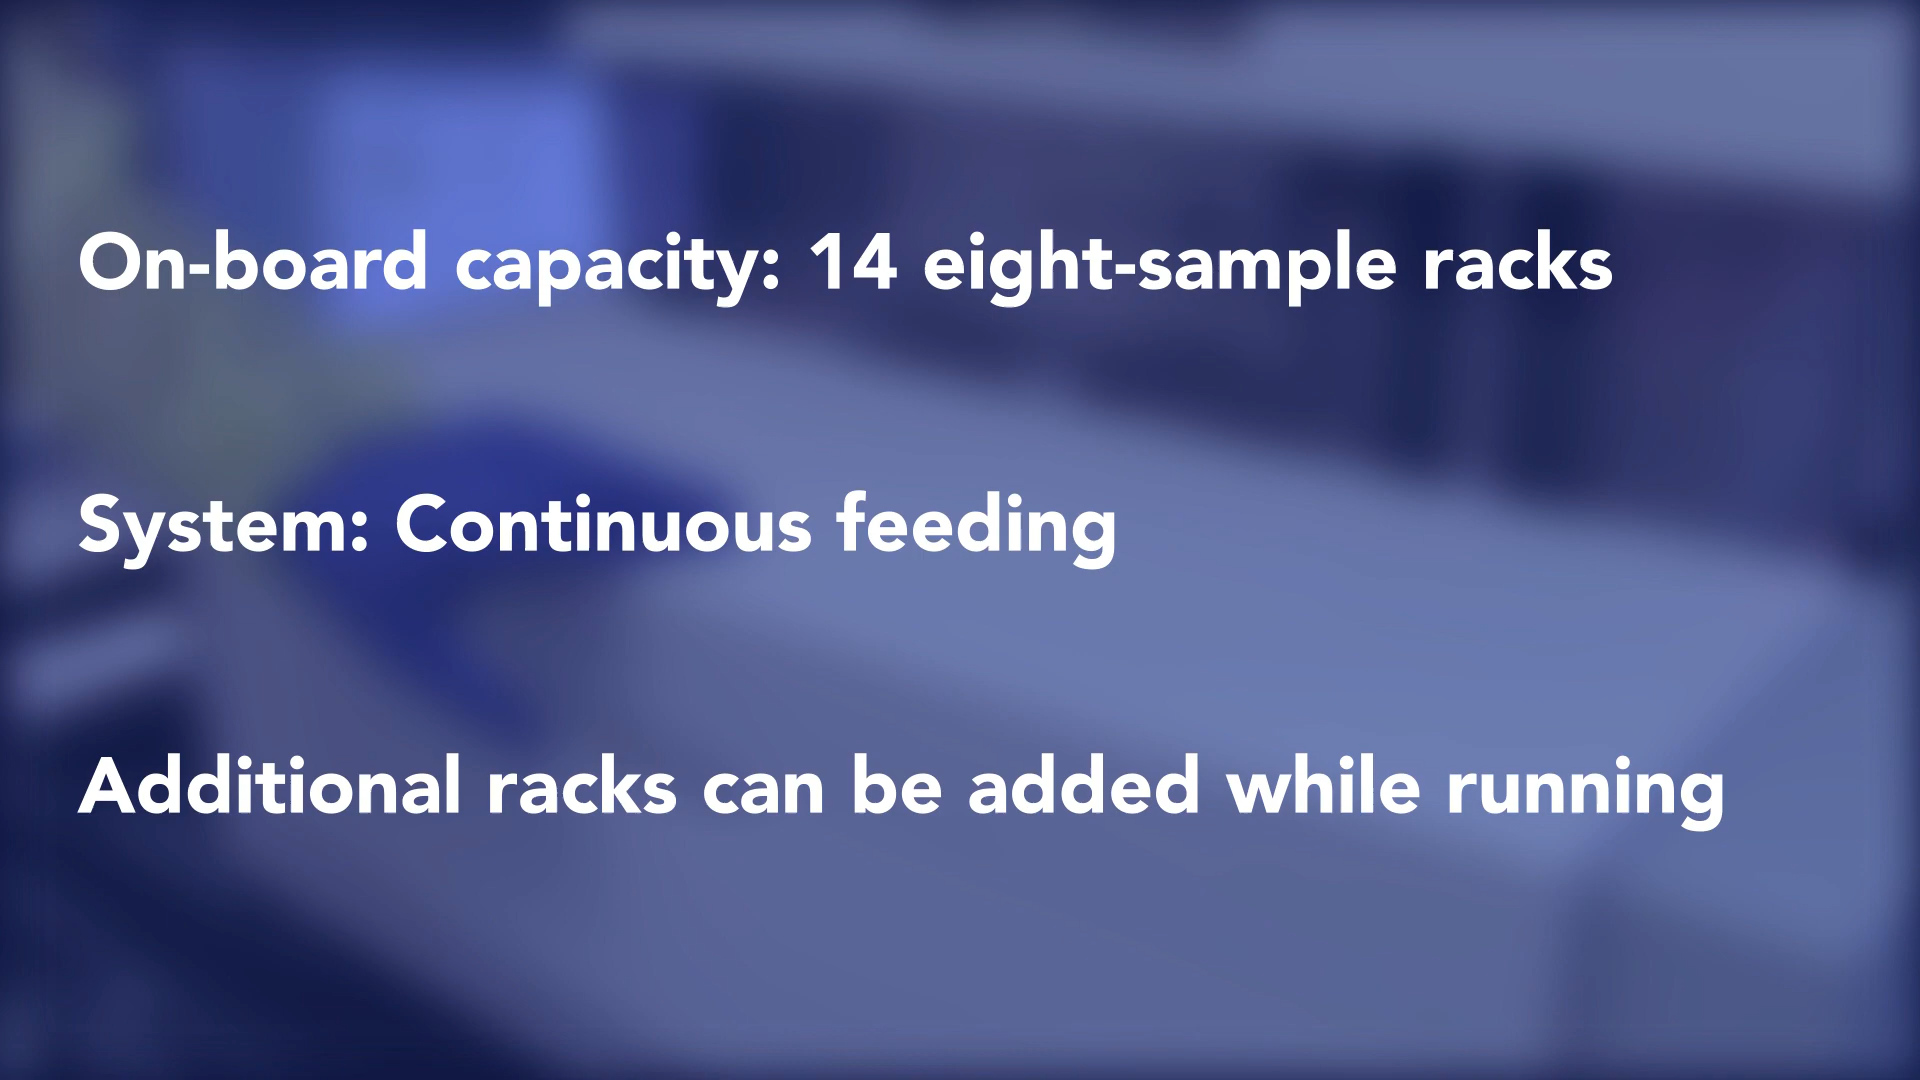 On-board capacity: 14 eight-sample racks
System: Continuous feeding
Additional racks can be added while running